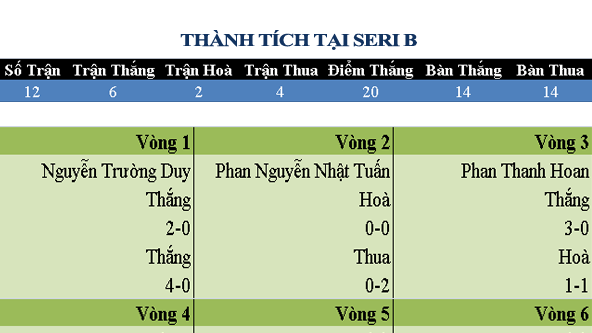 THÀNH TÍCH TẠI SERI B
Số Trận Trận Thắng Trận Hoà Trận Thua Điểm Thắng Bàn Thắng Bàn Thua
12 6 2 4 20 14 14
Vòng 1 Vòng 2 Vòng 3
Nguyễn Trường Duy Phan Nguyễn Nhật Tuấn Phan Thanh Hoan
Thắng Hoà Thắng
2-0 0-0 3-0
Thắng Thua Hoà
4-0 0-2 1-1
Vòng 4 Vòng 5 Vòng 6